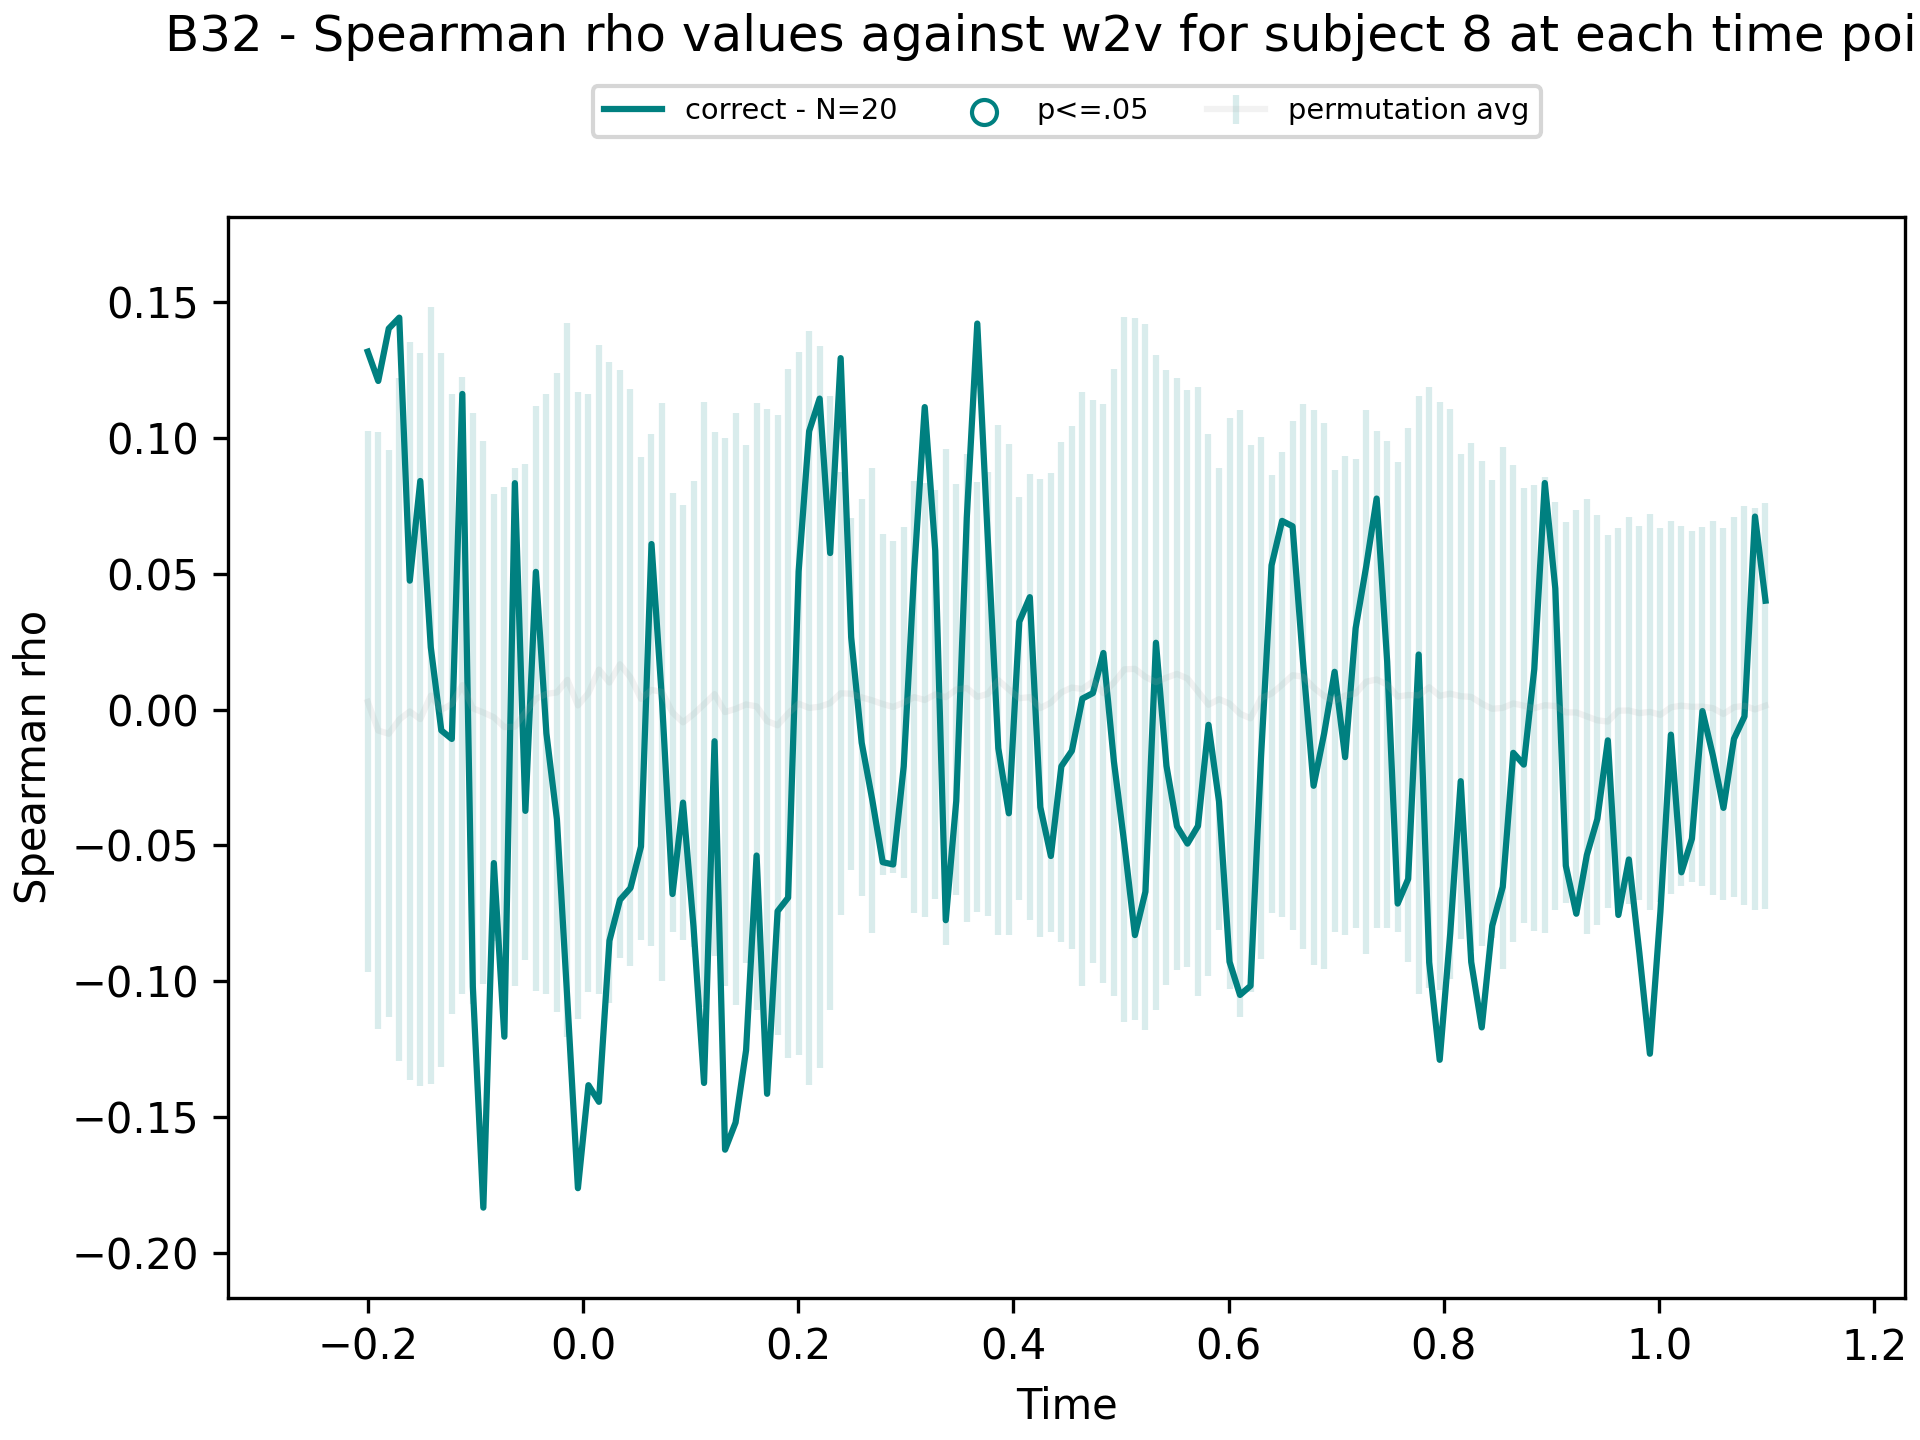 B32 - Spearman rho values against w2v for subject 8 at each time poi
correct - N=20 p<=.05 permutation avg
0.15
0.10
0.05
0.00
−0.05
−0.10
−0.15
−0.20
Spearman rho
−0.2 0.0 0.2 0.4 0.6 0.8 1.0 1.2
Time